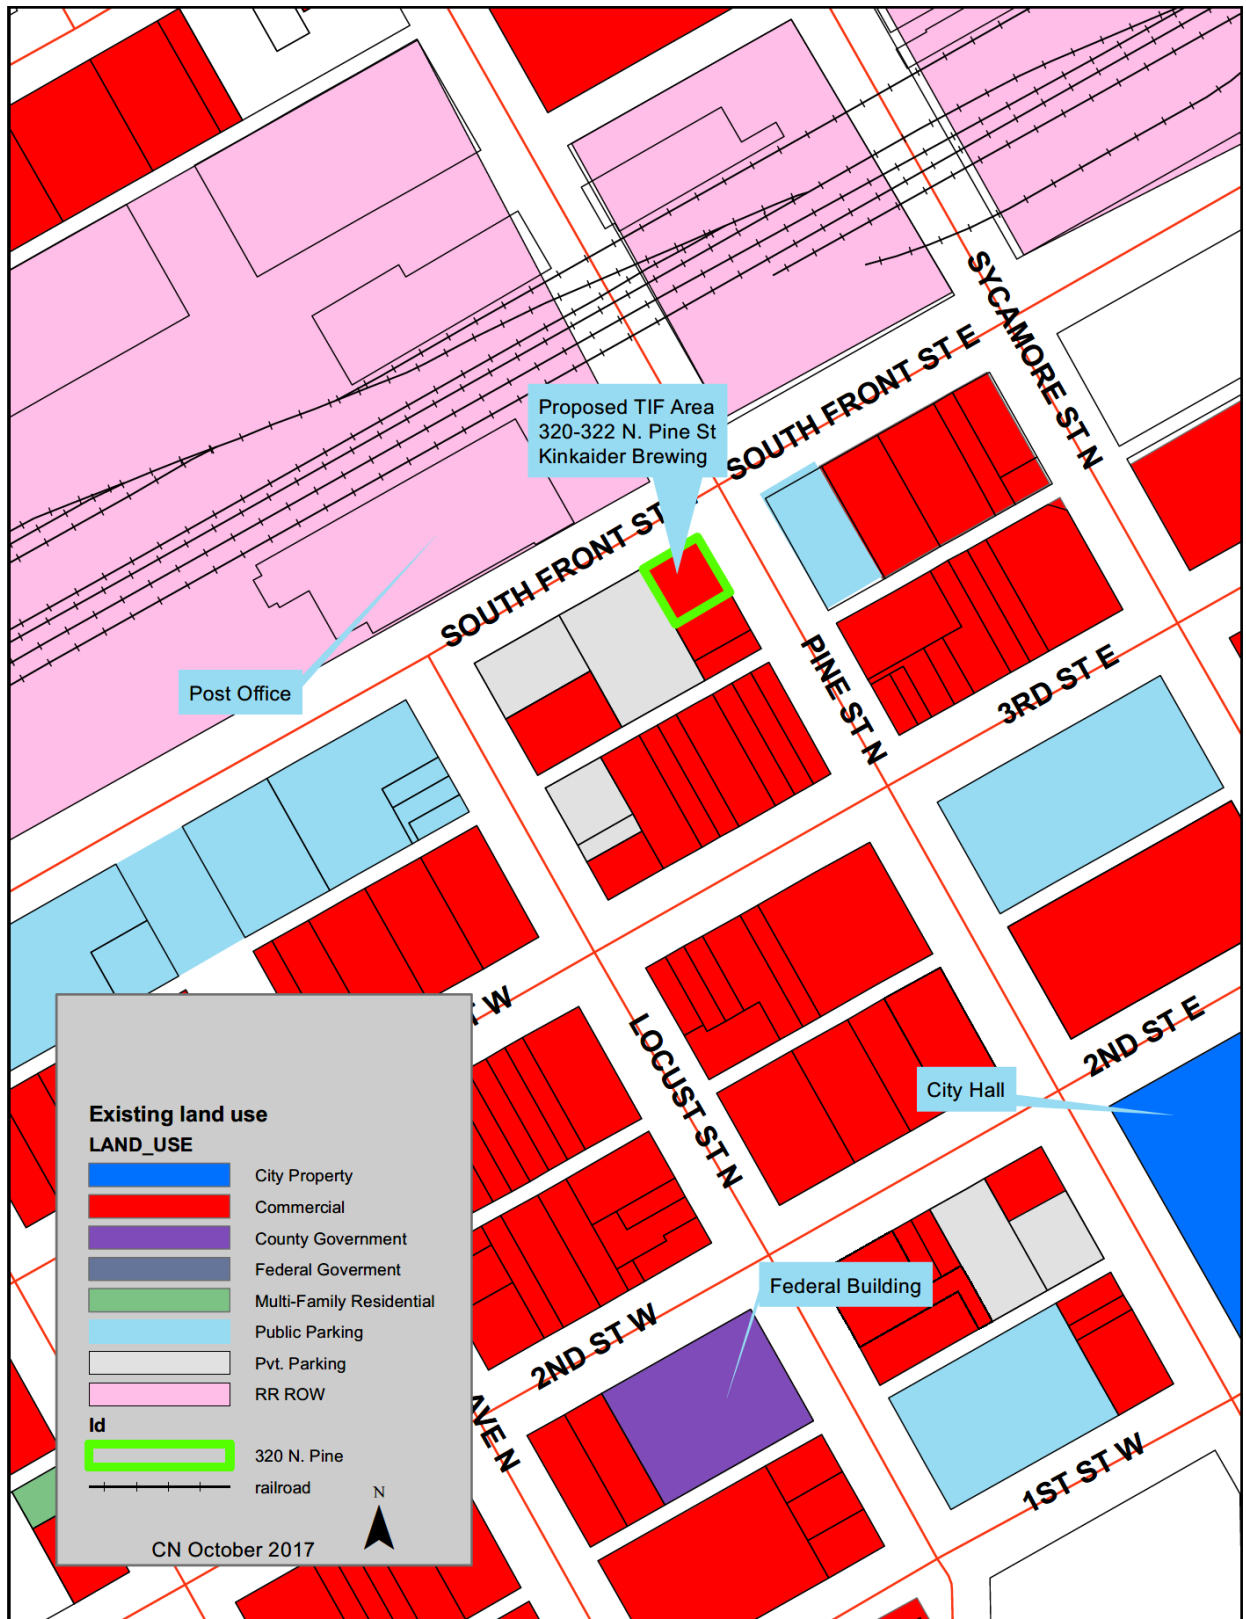 SYCAMORE ST N
SOUTH FRONT ST E
Proposed TIF Area
320-322 N. Pine St
Kinkaider Brewing
SOUTH FRONT ST
Post Office
PINE ST N
3RD ST E
W
LOCUST ST N
2ND ST E
City Hall
Federal Building
2ND ST W
AVE N
1ST ST W
Existing land use
LAND_USE
City Property
Commercial
County Government
Federal Goverment
Multi-Family Residential
Public Parking
Pvt. Parking
RR ROW
Id
320 N. Pine
railroad
N
CN October 2017